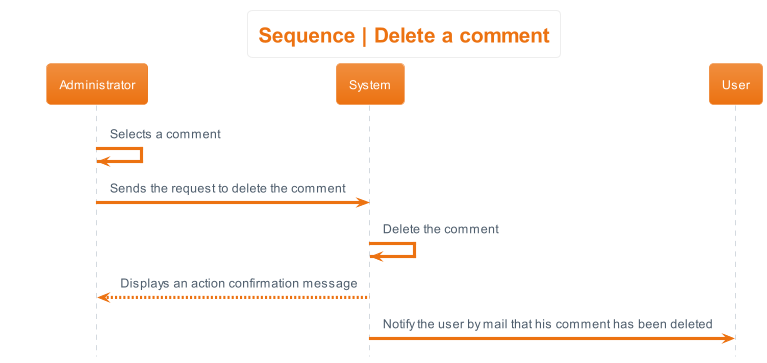 Sequence | Delete a comment
Administrator
System
User
Selects a comment
Sends the request to delete the comment
Delete the comment
Displays an action confirmation message
Notify the user by mail that his comment has been deleted